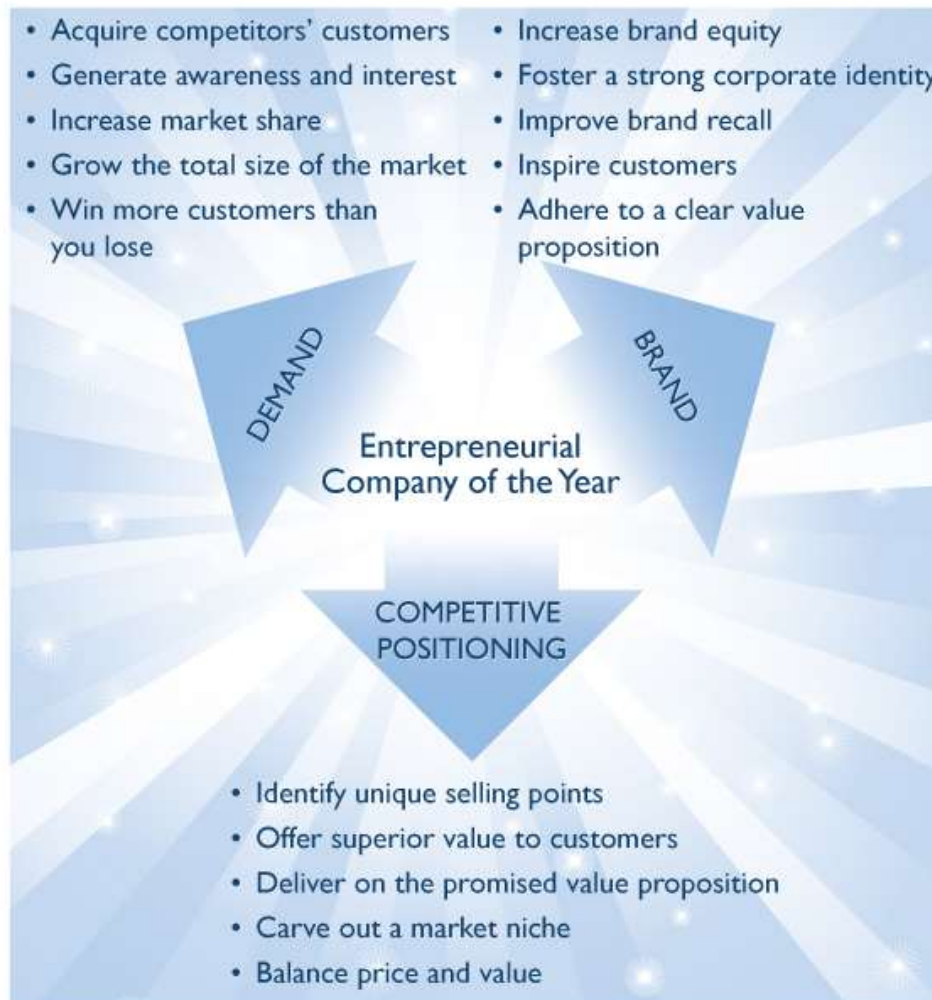 • Acquire competitors’ customers
• Generate awareness and interest
• Increase market share
• Grow the total size of the market
• Win more customers than
you lose
• Increase brand equity
• Foster a strong corporate identity
• Improve brand recall
• Inspire customers
• Adhere to a clear value
proposition
DEMAND
BRAND
Entrepreneurial
Company of the Year
COMPETITIVE
POSITIONING
• Identify unique selling points
• Offer superior value to customers
• Deliver on the promised value proposition
• Carve out a market niche
• Balance price and value